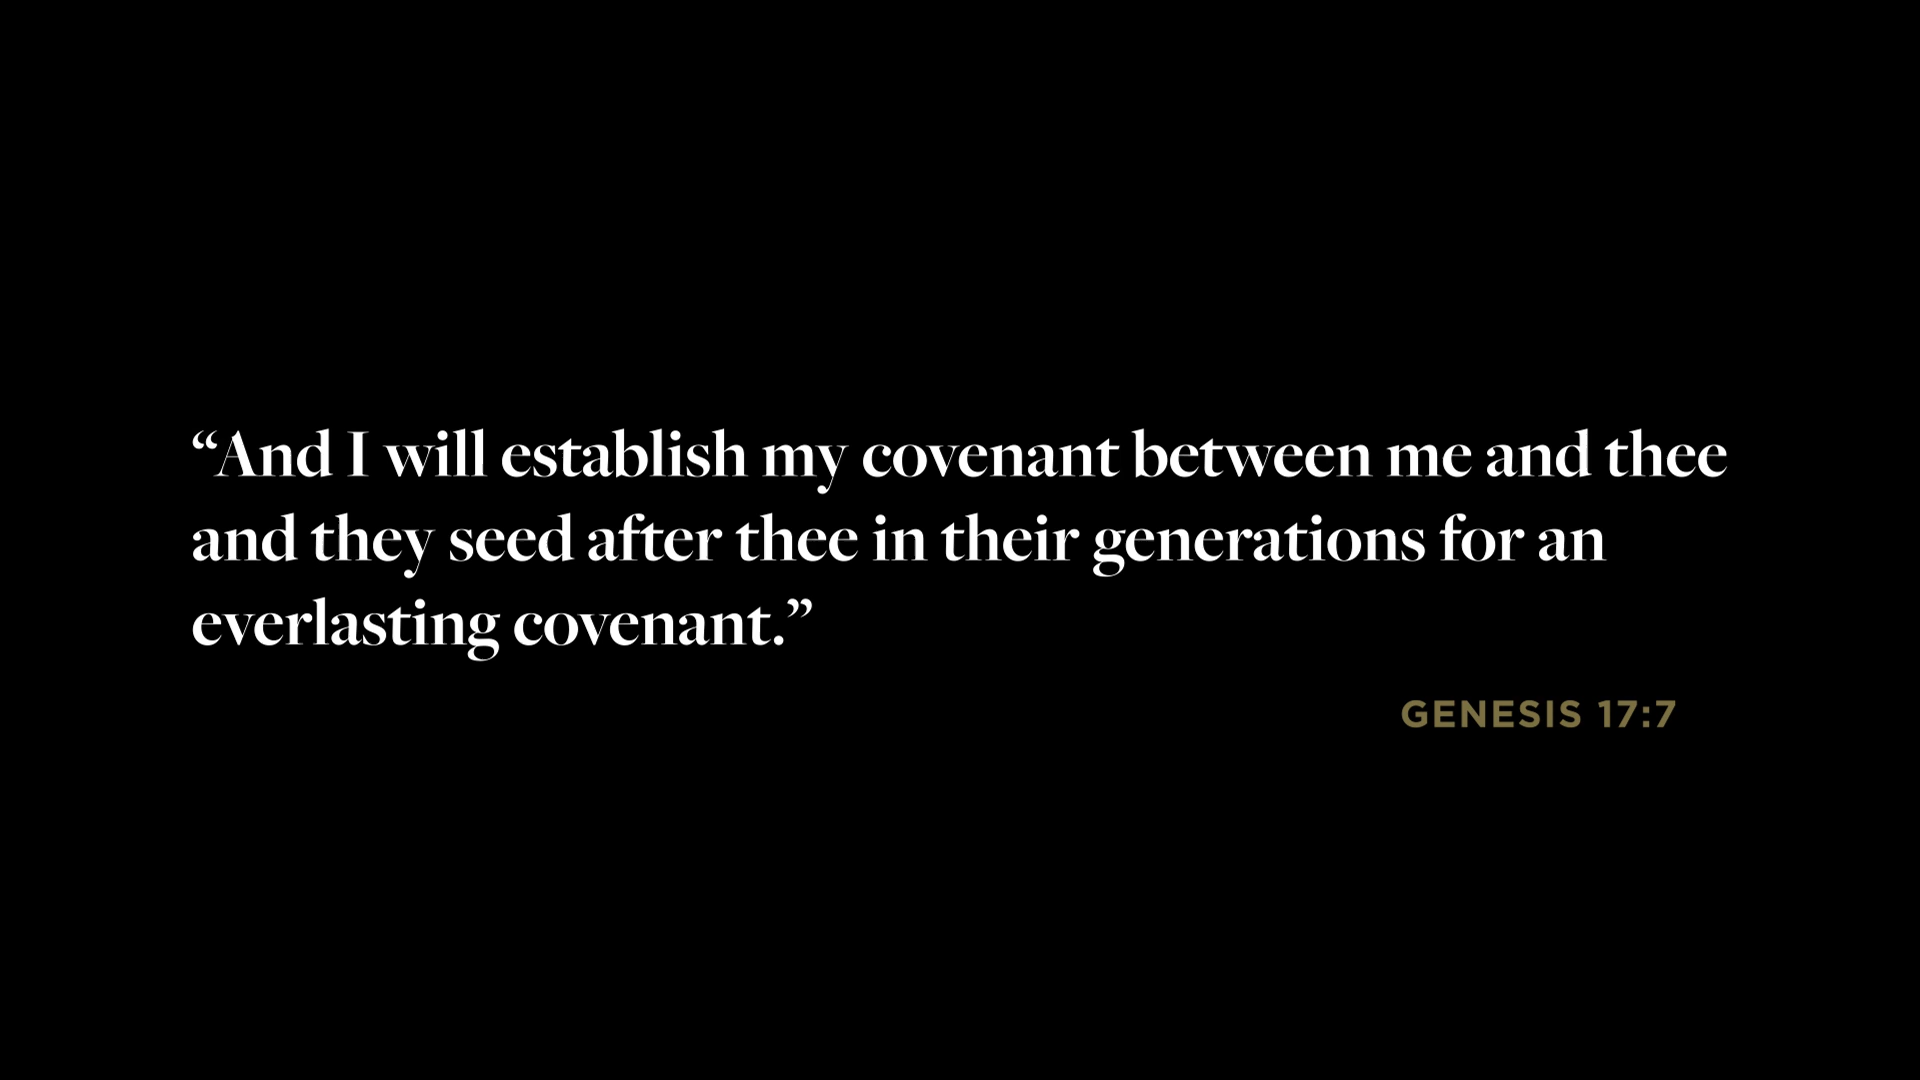 “And I will establish my covenant between me and thee
and they seed after thee in their generations for an
everlasting covenant.”
GENESIS 17:7